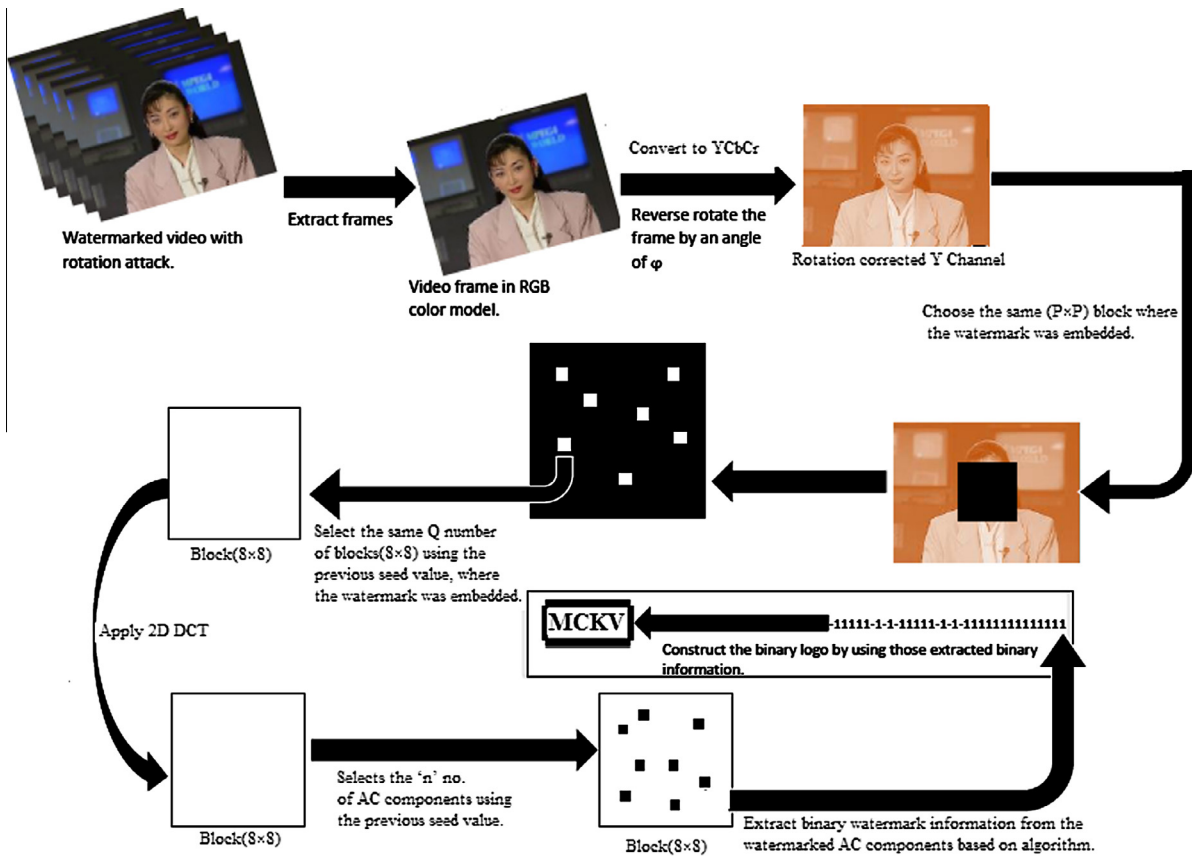 MPEG4
WORLD
Watermarked video with
rotation attack.
Extract frames
MPEG4
WORLD
Video frame in RGB
color model.
Convert to YCbCr
Reverse rotate the
frame by an angle
of φ
Rotation corrected Y Channel
Choose the same (P×P) block where
the watermark was embedded.
Select the same Q number
of blocks(8×8) using the
previous seed value, where
the watermark was embedded.
Block(8×8)
Apply 2D DCT
Block(8×8)
Selects the ‘n’ no.
of AC components using
the previous seed value.
Block(8×8)
Extract binary watermark information from the
watermarked AC components based on algorithm.
-11111-1-1-11111-1-1-11111111111111
Construct the binary logo by using those extracted binary
information.
MCKV